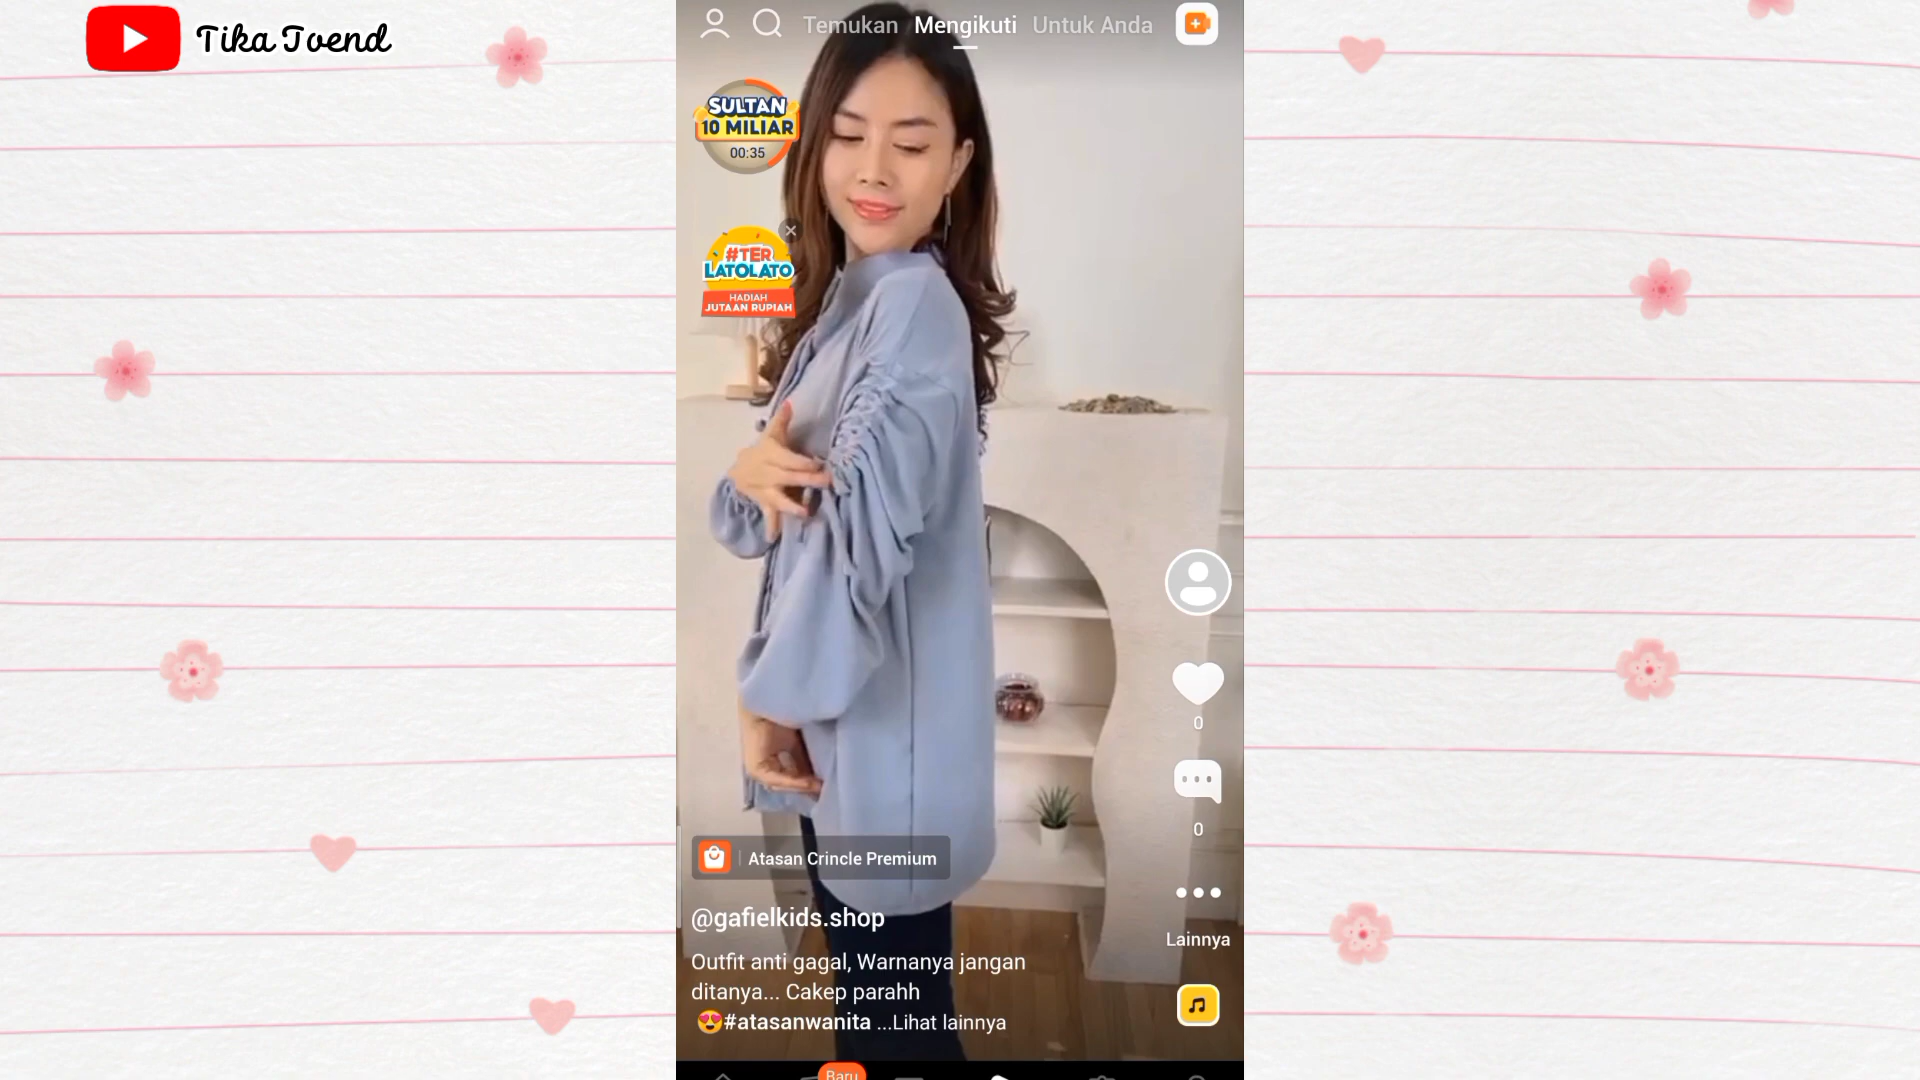 Tika Tvend
Temukan Mengikuti Untuk Anda
SULTAN
10 MILIAR
00:35
#TER
LATOLATO
HADIAH
JUTAAN RUPIAH
0
0
Atasan Crincle Premium
@gafielkids.shop
Lainnya
Outfit anti gagal, Warnanya jangan
ditanya... Cakep parahh
😍#atasanwanita ...Lihat lainnya
Baru